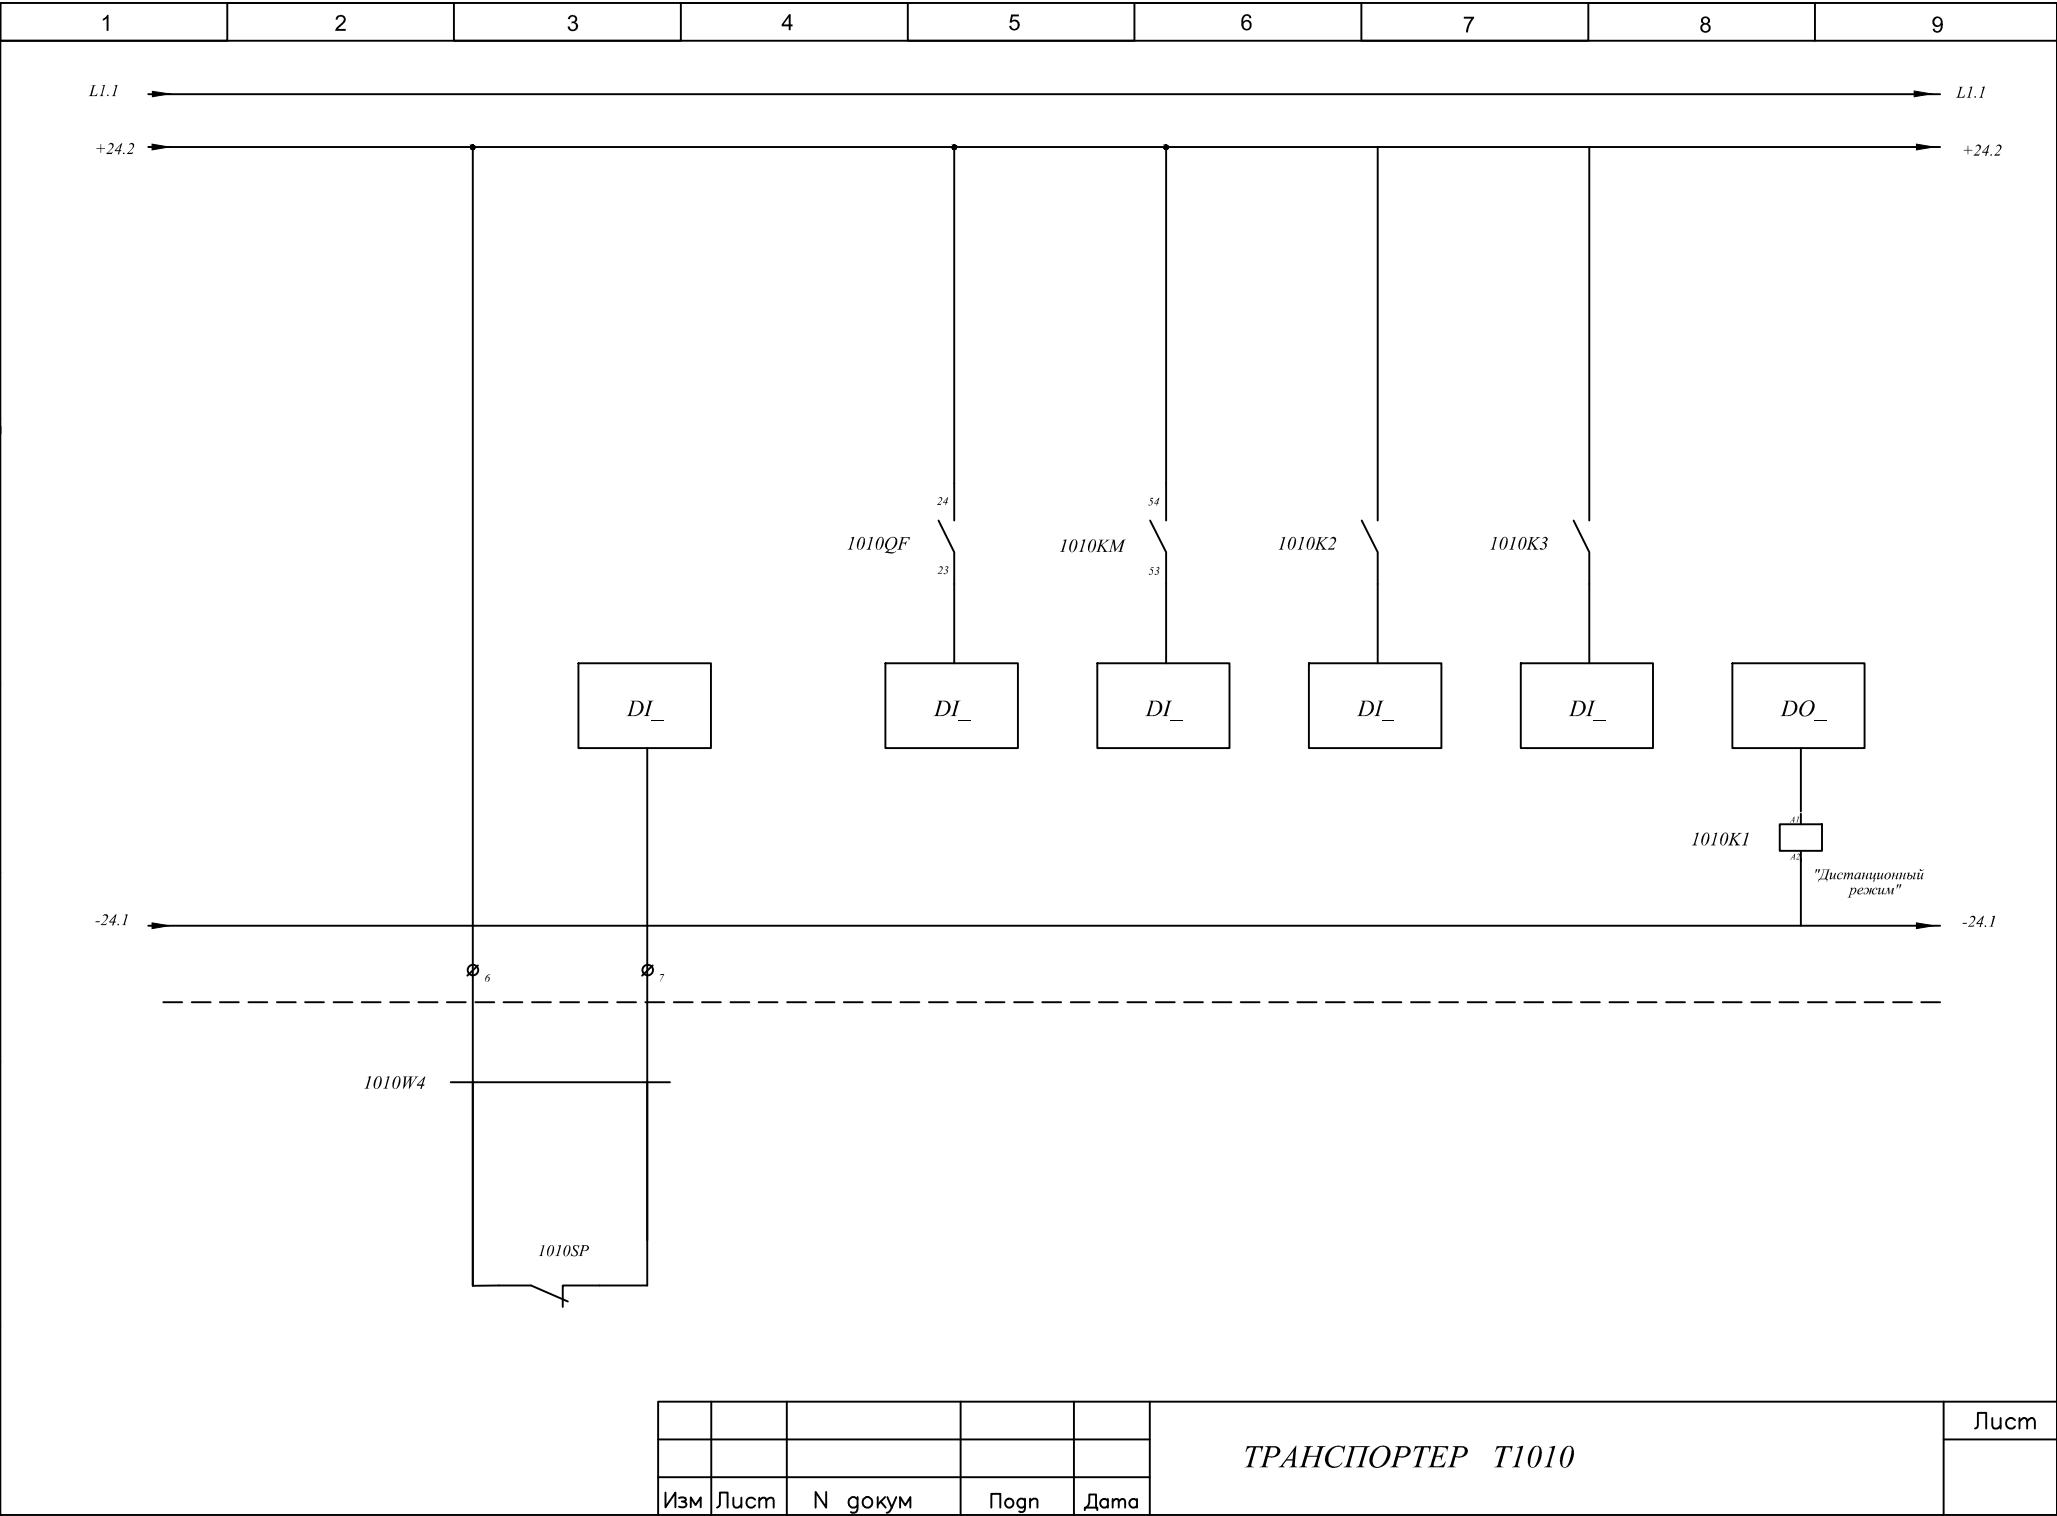 1 2 3 4 5 6 7 8 9
L1.1 L1.1
+24.2 +24.2
24 54
1010QF 1010KM 1010K2 1010K3
23 53
DI_ DI_ DI_ DI_ DI_ DO_
A1
1010K1
A2
"Дистанционный
режим"
-24.1 -24.1
6 7
1010W4
1010SP
Лист
ТРАНСПОРТЕР Т1010
Изм Лист N докум Подп Дата